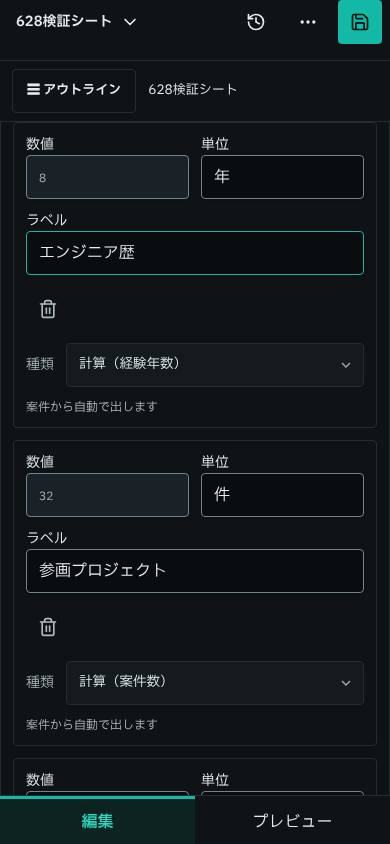 628検証シート
アウトライン 628検証シート
数値 単位
8 年
ラベル
エンジニア歴
種類 計算（経験年数）
案件から自動で出します
数値 単位
32 件
ラベル
参画プロジェクト
種類 計算（案件数）
案件から自動で出します
数値 単位
編集 プレビュー